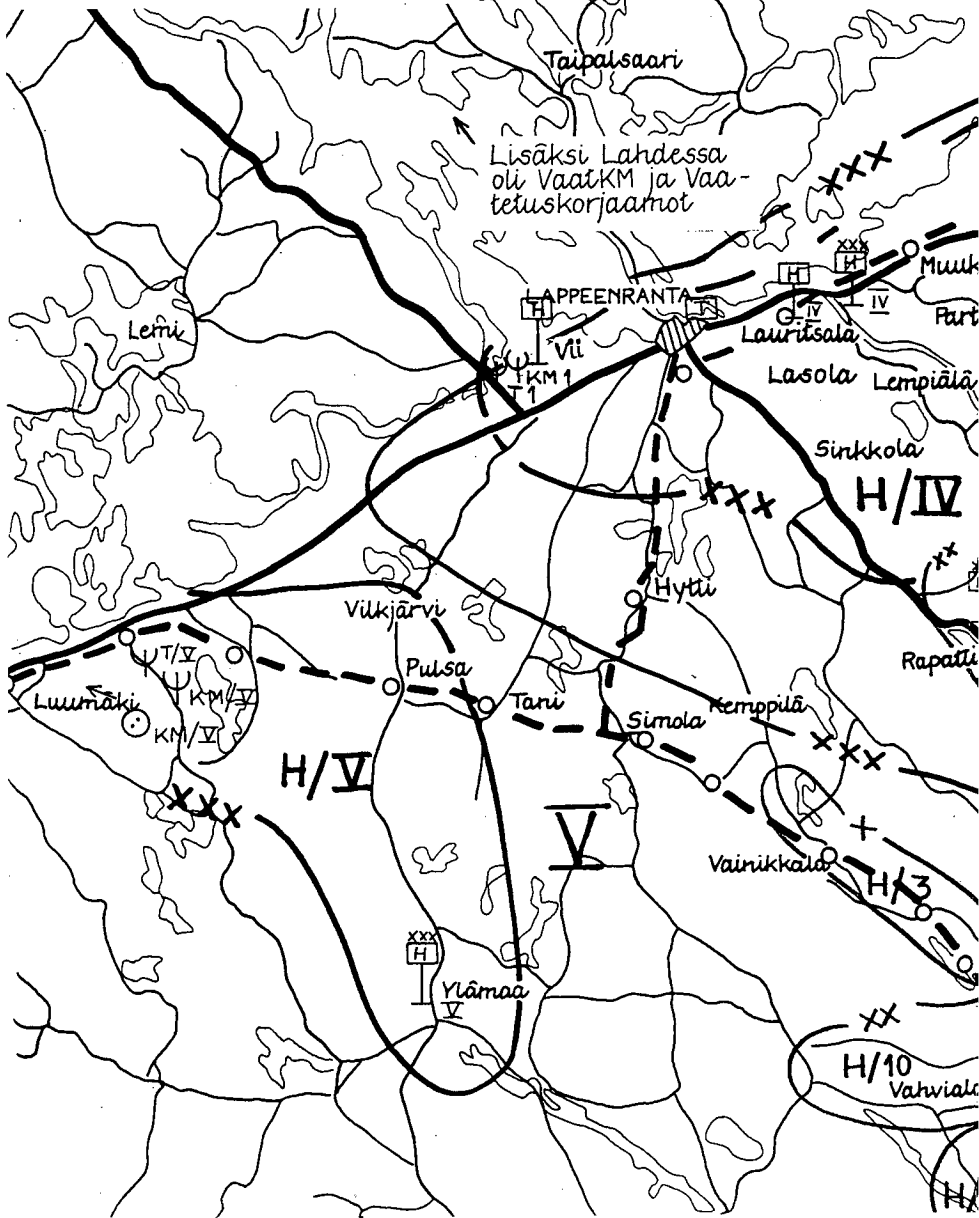 Taipalsaari
Lisäksi Lahdessa
oli VaatKM ja Vaa-
tetuskorjaamot
XXX
XXX
H
H
Muuk
IV
IV
LAPPEENRANTA
H
Lauritsala
Part
Lemi
Vii
KM 1
T 1
Lasola
Lempiälä
Sinkkola
XXX
H/IV
XX
Hytti
Vilkjärvi
Rapatti
T/V
Pulsa
Luumäki
KM/V
Tani
Kemppilä
KM/V
Simola
XXX
H/V
XXX
V
Vainikkala
H/3
XXX
H
Ylämaa
V
XX
H/10
Vahviala
H/